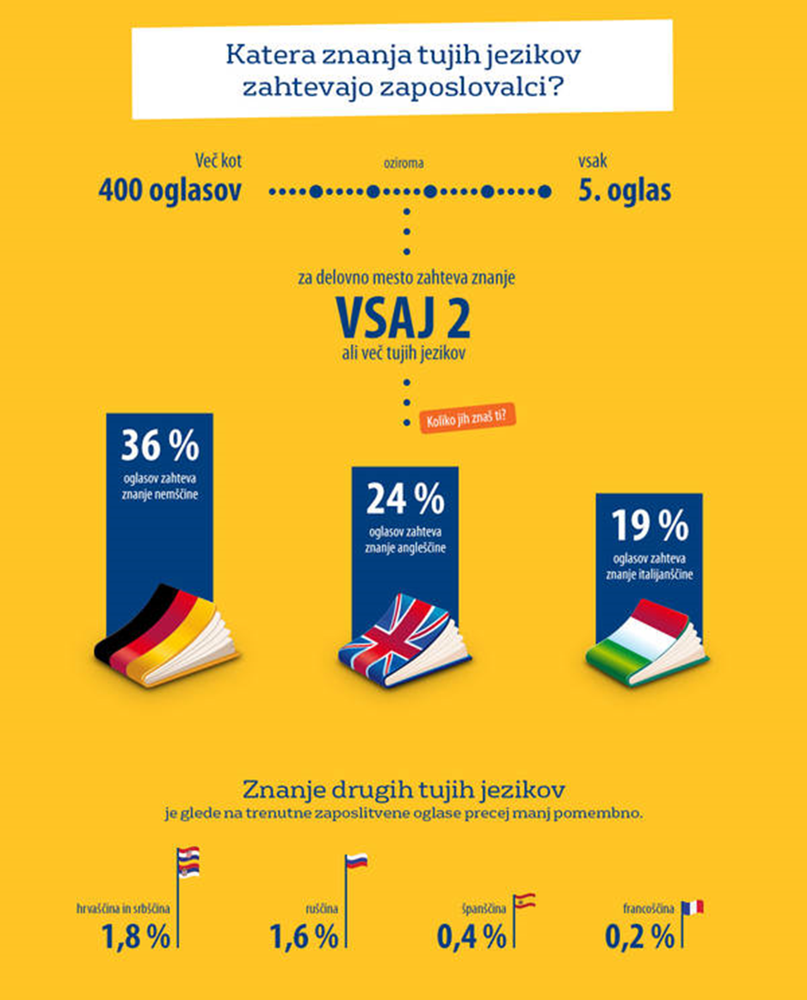 Katera znanja tujih jezikov
zahtevajo zaposlovalci?
Več kot
400 oglasov
oziroma
vsak
5. oglas
za delovno mesto zahteva znanje
VSAJ 2
ali več tujih jezikov
Koliko jih znaš ti?
36 %
oglasov zahteva
znanje nemščine
24 %
oglasov zahteva
znanje angleščine
19 %
oglasov zahteva
znanje italijanščine
Znanje drugih tujih jezikov
je glede na trenutne zaposlitvene oglase precej manj pomembno.
hrvaščina in srbščina
1,8 %
ruščina
1,6 %
španščina
0,4 %
francoščina
0,2 %